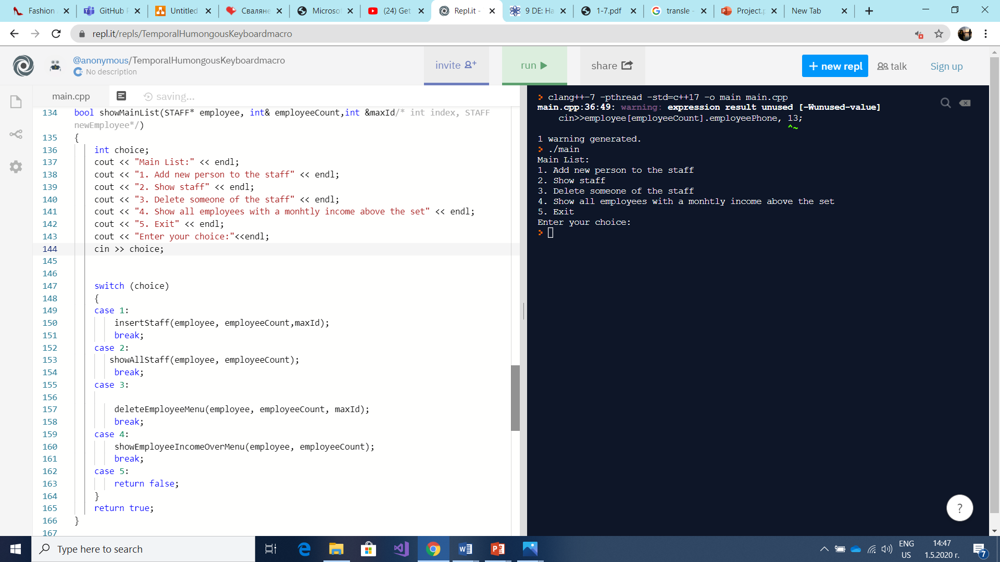 Fashion
GitHub F
Untitled
Сваляне
Microso
(24) Get
Repl.it -
9 DE: Ha
1-7.pdf
transle -
Project.p
New Tab
repl.it/repls/TemporalHumongousKeyboardmacro
@anonymous/TemporalHumongousKeyboardmacro
No description
invite
run
share
+ new repl
talk
Sign up
main.cpp
saving...
134 bool showMainList(STAFF* employee, int& employeeCount,int &maxId/* int index, STAFF
newEmployee*/)
135 {
136 int choice;
137 cout << "Main List:" << endl;
138 cout << "1. Add new person to the staff" << endl;
139 cout << "2. Show staff" << endl;
140 cout << "3. Delete someone of the staff" << endl;
141 cout << "4. Show all employees with a monhtly income above the set" << endl;
142 cout << "5. Exit" << endl;
143 cout << "Enter your choice:"<<endl;
144 cin >> choice;
145
146
147 switch (choice)
148 {
149 case 1:
150 insertStaff(employee, employeeCount,maxId);
151 break;
152 case 2:
153 showAllStaff(employee, employeeCount);
154 break;
155 case 3:
156
157 deleteEmployeeMenu(employee, employeeCount, maxId);
158 break;
159 case 4:
160 showEmployeeIncomeOverMenu(employee, employeeCount);
161 break;
162 case 5:
163 return false;
164 }
165 return true;
166 }
167
> clang++-7 -pthread -std=c++17 -o main main.cpp
main.cpp:36:49: warning: expression result unused [-Wunused-value]
cin>>employee[employeeCount].employeePhone, 13;
^~
1 warning generated.
> ./main
Main List:
1. Add new person to the staff
2. Show staff
3. Delete someone of the staff
4. Show all employees with a monhtly income above the set
5. Exit
Enter your choice:
>
?
Type here to search
ENG
US
14:47
1.5.2020 г.
7